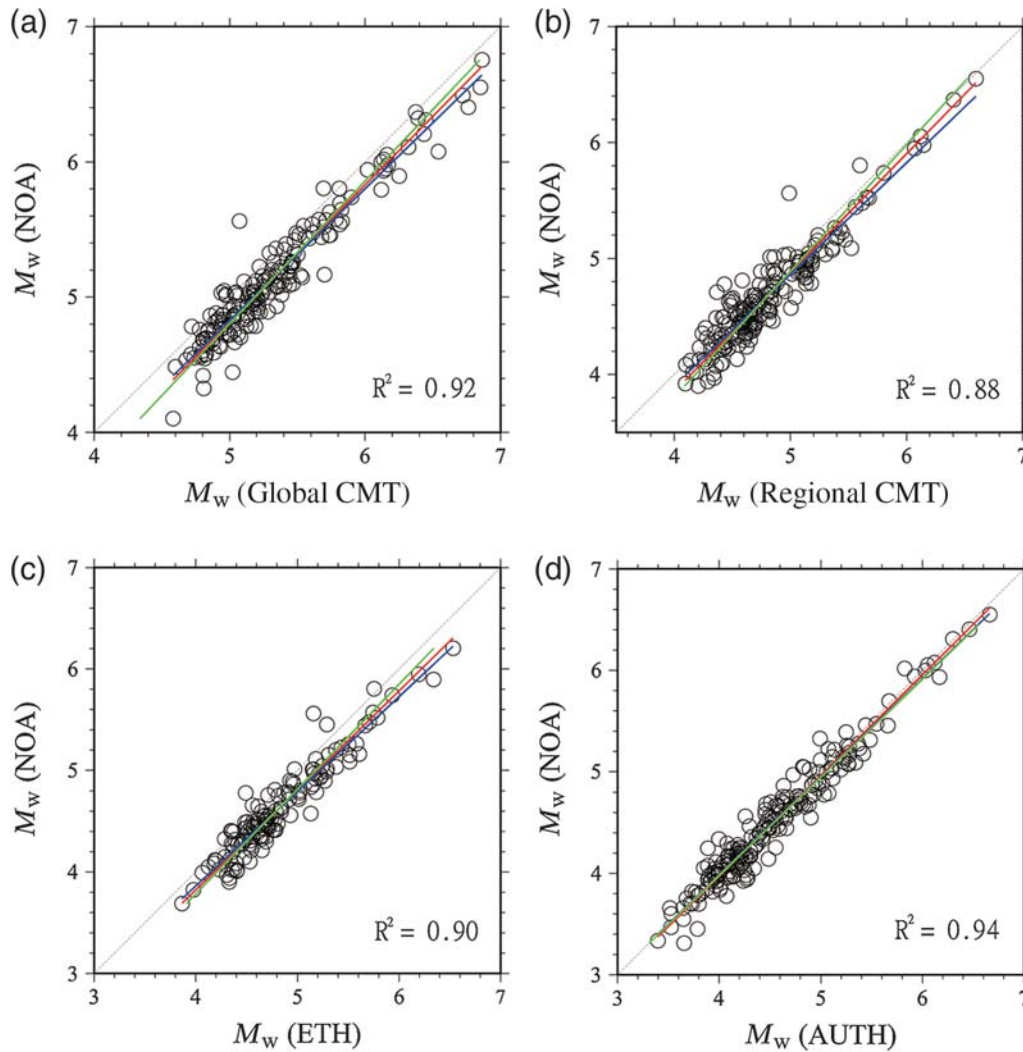 (a)
7
6
5
4
4 5 6 7
Mw (NOA)
Mw (Global CMT)
R² = 0.92
(b)
7
6
5
4
4 5 6 7
Mw (NOA)
Mw (Regional CMT)
R² = 0.88
(c)
7
6
5
4
3
3 4 5 6 7
Mw (NOA)
Mw (ETH)
R² = 0.90
(d)
7
6
5
4
3
3 4 5 6 7
Mw (NOA)
Mw (AUTH)
R² = 0.94